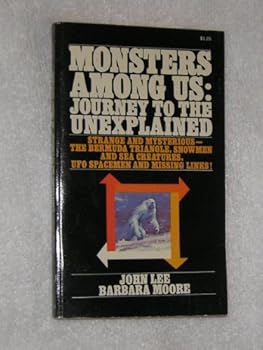 $1.25
MONSTERS
AMONG US:
JOURNEY TO THE
UNEXPLAINED
STRANGE AND MYSTERIOUS—
THE BERMUDA TRIANGLE, SNOWMEN
AND SEA CREATURES,
UFO SPACEMEN AND MISSING LINKS!
JOHN LEE
BARBARA MOORE